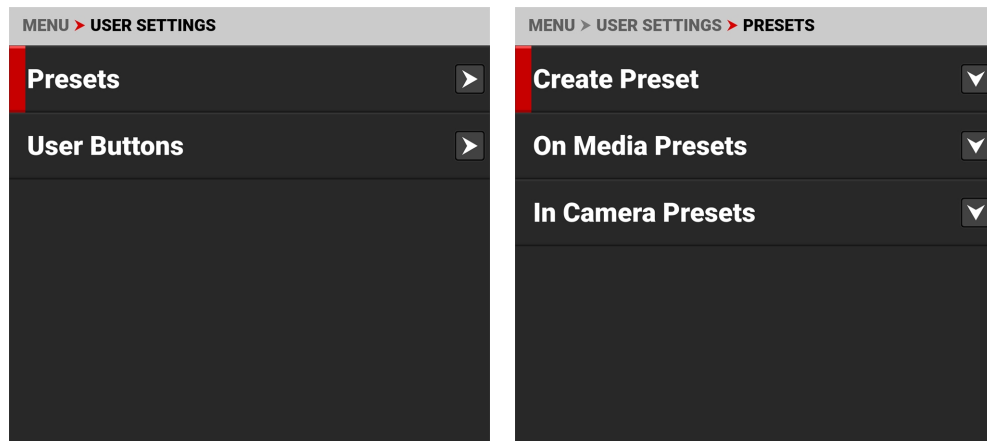 MENU > USER SETTINGS
Presets
User Buttons
MENU > USER SETTINGS > PRESETS
Create Preset
On Media Presets
In Camera Presets